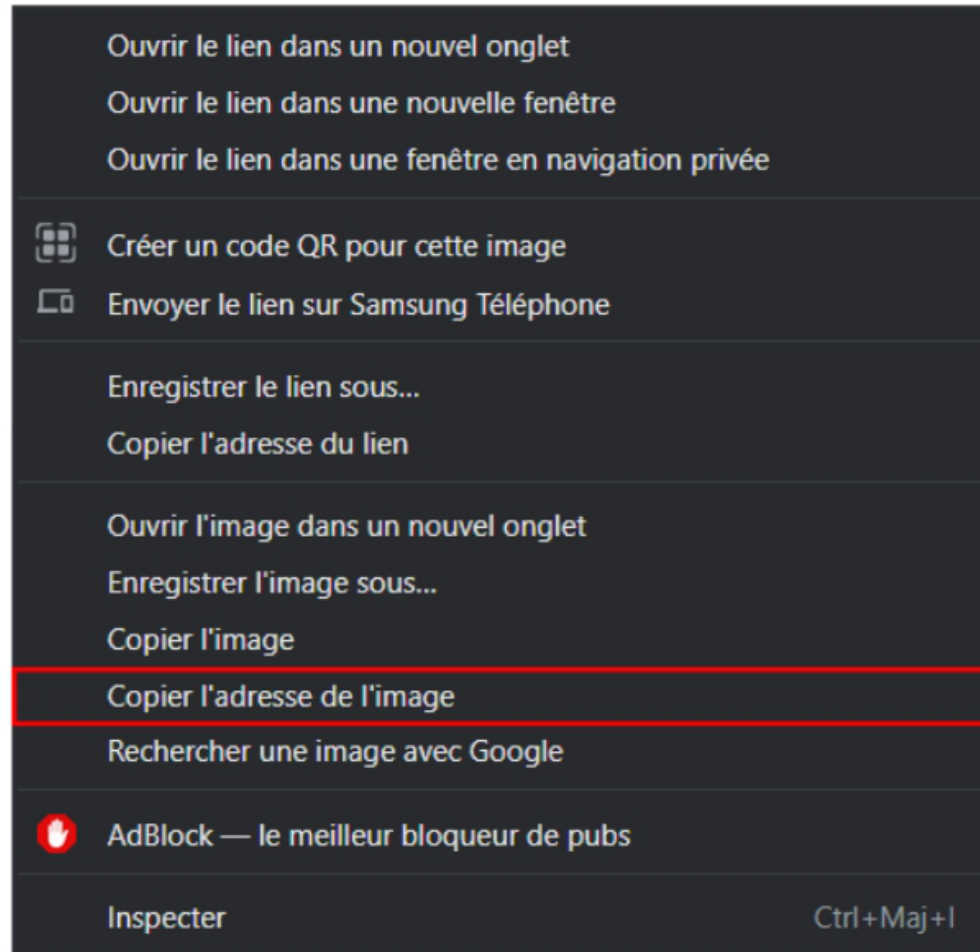 Ouvrir le lien dans un nouvel onglet
Ouvrir le lien dans une nouvelle fenêtre
Ouvrir le lien dans une fenêtre en navigation privée
Créer un code QR pour cette image
Envoyer le lien sur Samsung Téléphone
Enregistrer le lien sous...
Copier l'adresse du lien
Ouvrir l'image dans un nouvel onglet
Enregistrer l'image sous...
Copier l'image
Copier l'adresse de l'image
Rechercher une image avec Google
AdBlock — le meilleur bloqueur de pubs
Inspecter Ctrl+Maj+I